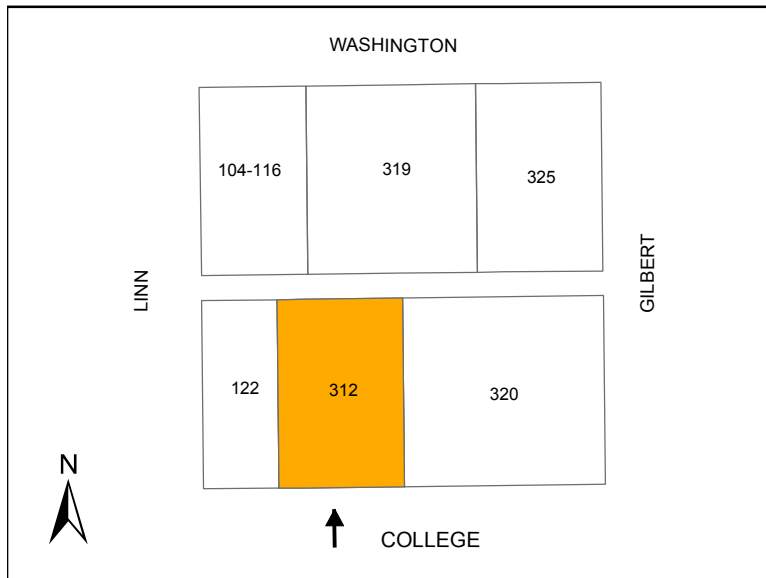 WASHINGTON
104-116
319
325
LINN
GILBERT
122
312
320
N
COLLEGE